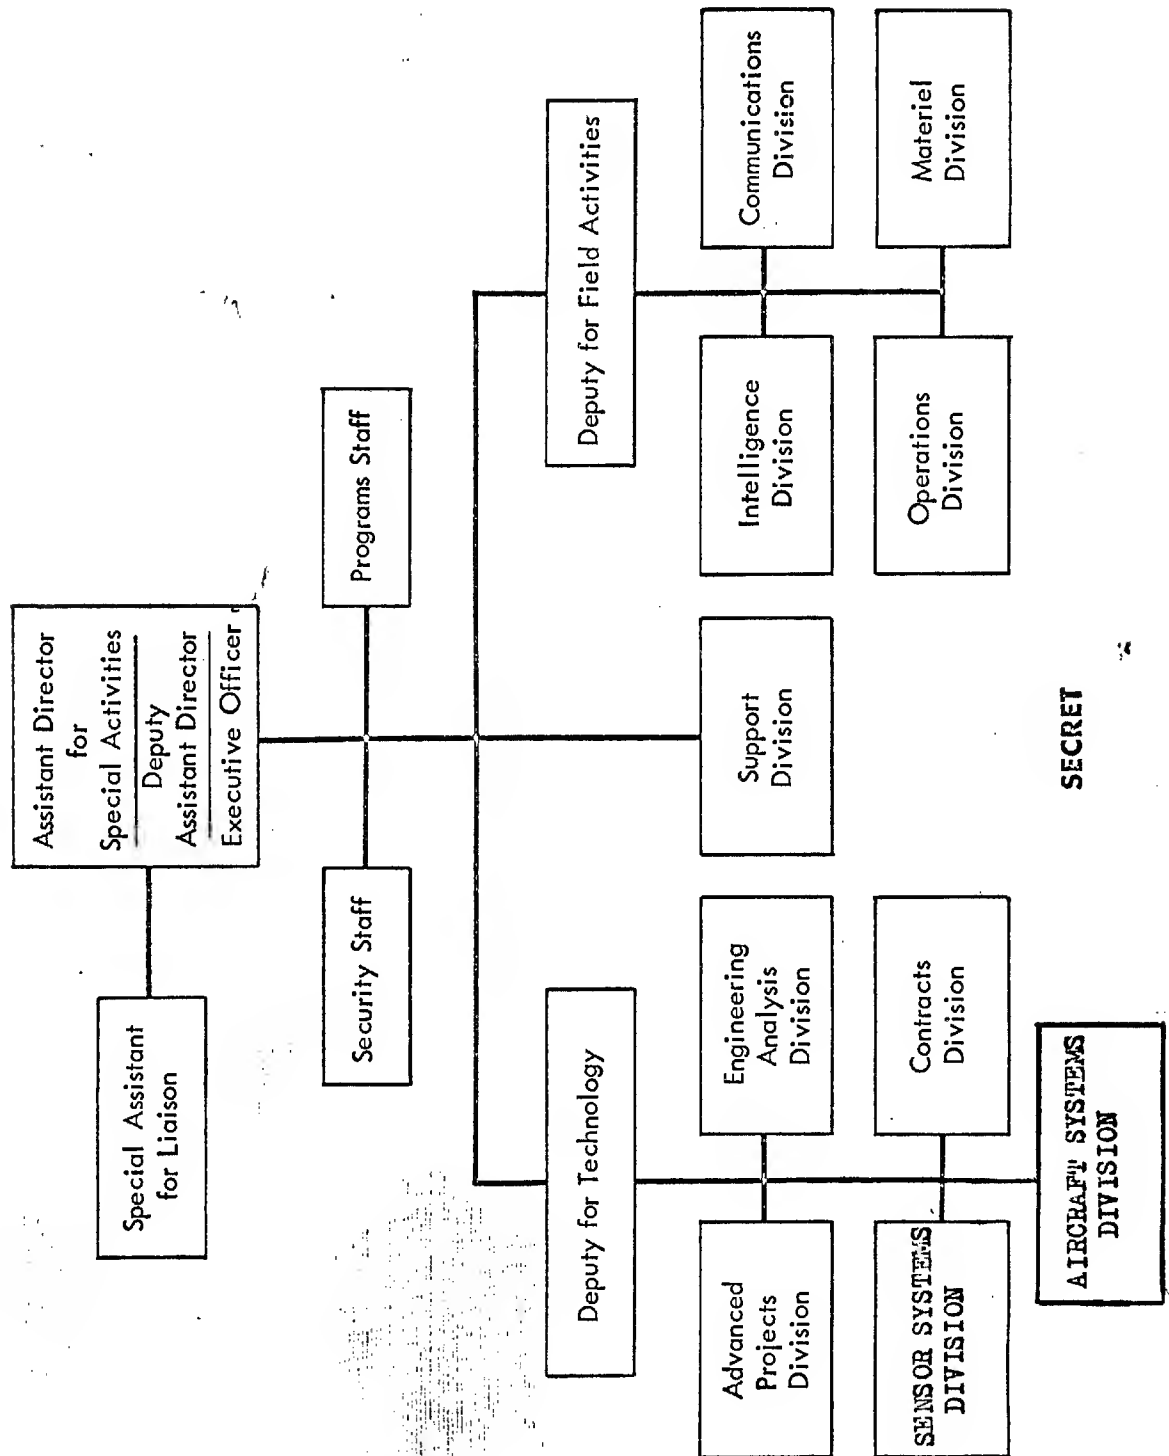 Assistant Director
for
Special Activities
Deputy
Assistant Director
Executive Officer
Special Assistant
for Liaison
Security Staff
Programs Staff
Deputy for Technology
Deputy for Field Activities
Advanced
Projects
Division
Engineering
Analysis
Division
SENSOR SYSTEMS
DIVISION
Contracts
Division
AIRCRAFT SYSTEMS
DIVISION
Support
Division
Intelligence
Division
Communications
Division
Operations
Division
Materiel
Division
SECRET